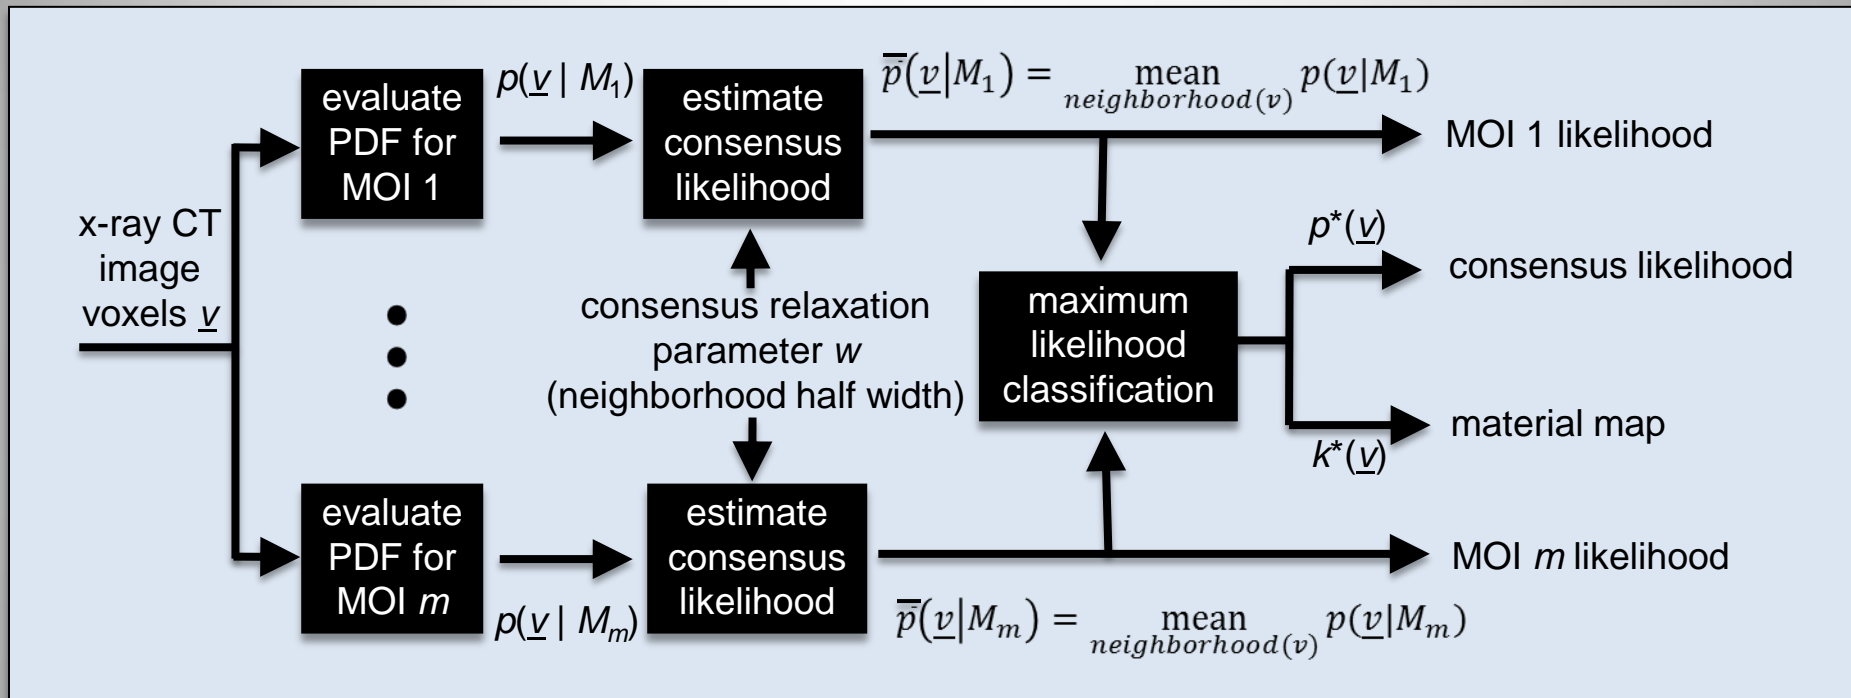 x-ray CT
image
voxels v
evaluate
PDF for
MOI 1
p(v | M₁)
estimate
consensus
likelihood
p̅(v|M₁) = mean p(v|M₁)
neighborhood(v)
MOI 1 likelihood
consensus relaxation
parameter w
(neighborhood half width)
maximum
likelihood
classification
p*(v)
consensus likelihood
k*(v)
material map
evaluate
PDF for
MOI m
p(v | Mₘ)
estimate
consensus
likelihood
p̅(v|Mₘ) = mean p(v|Mₘ)
neighborhood(v)
MOI m likelihood